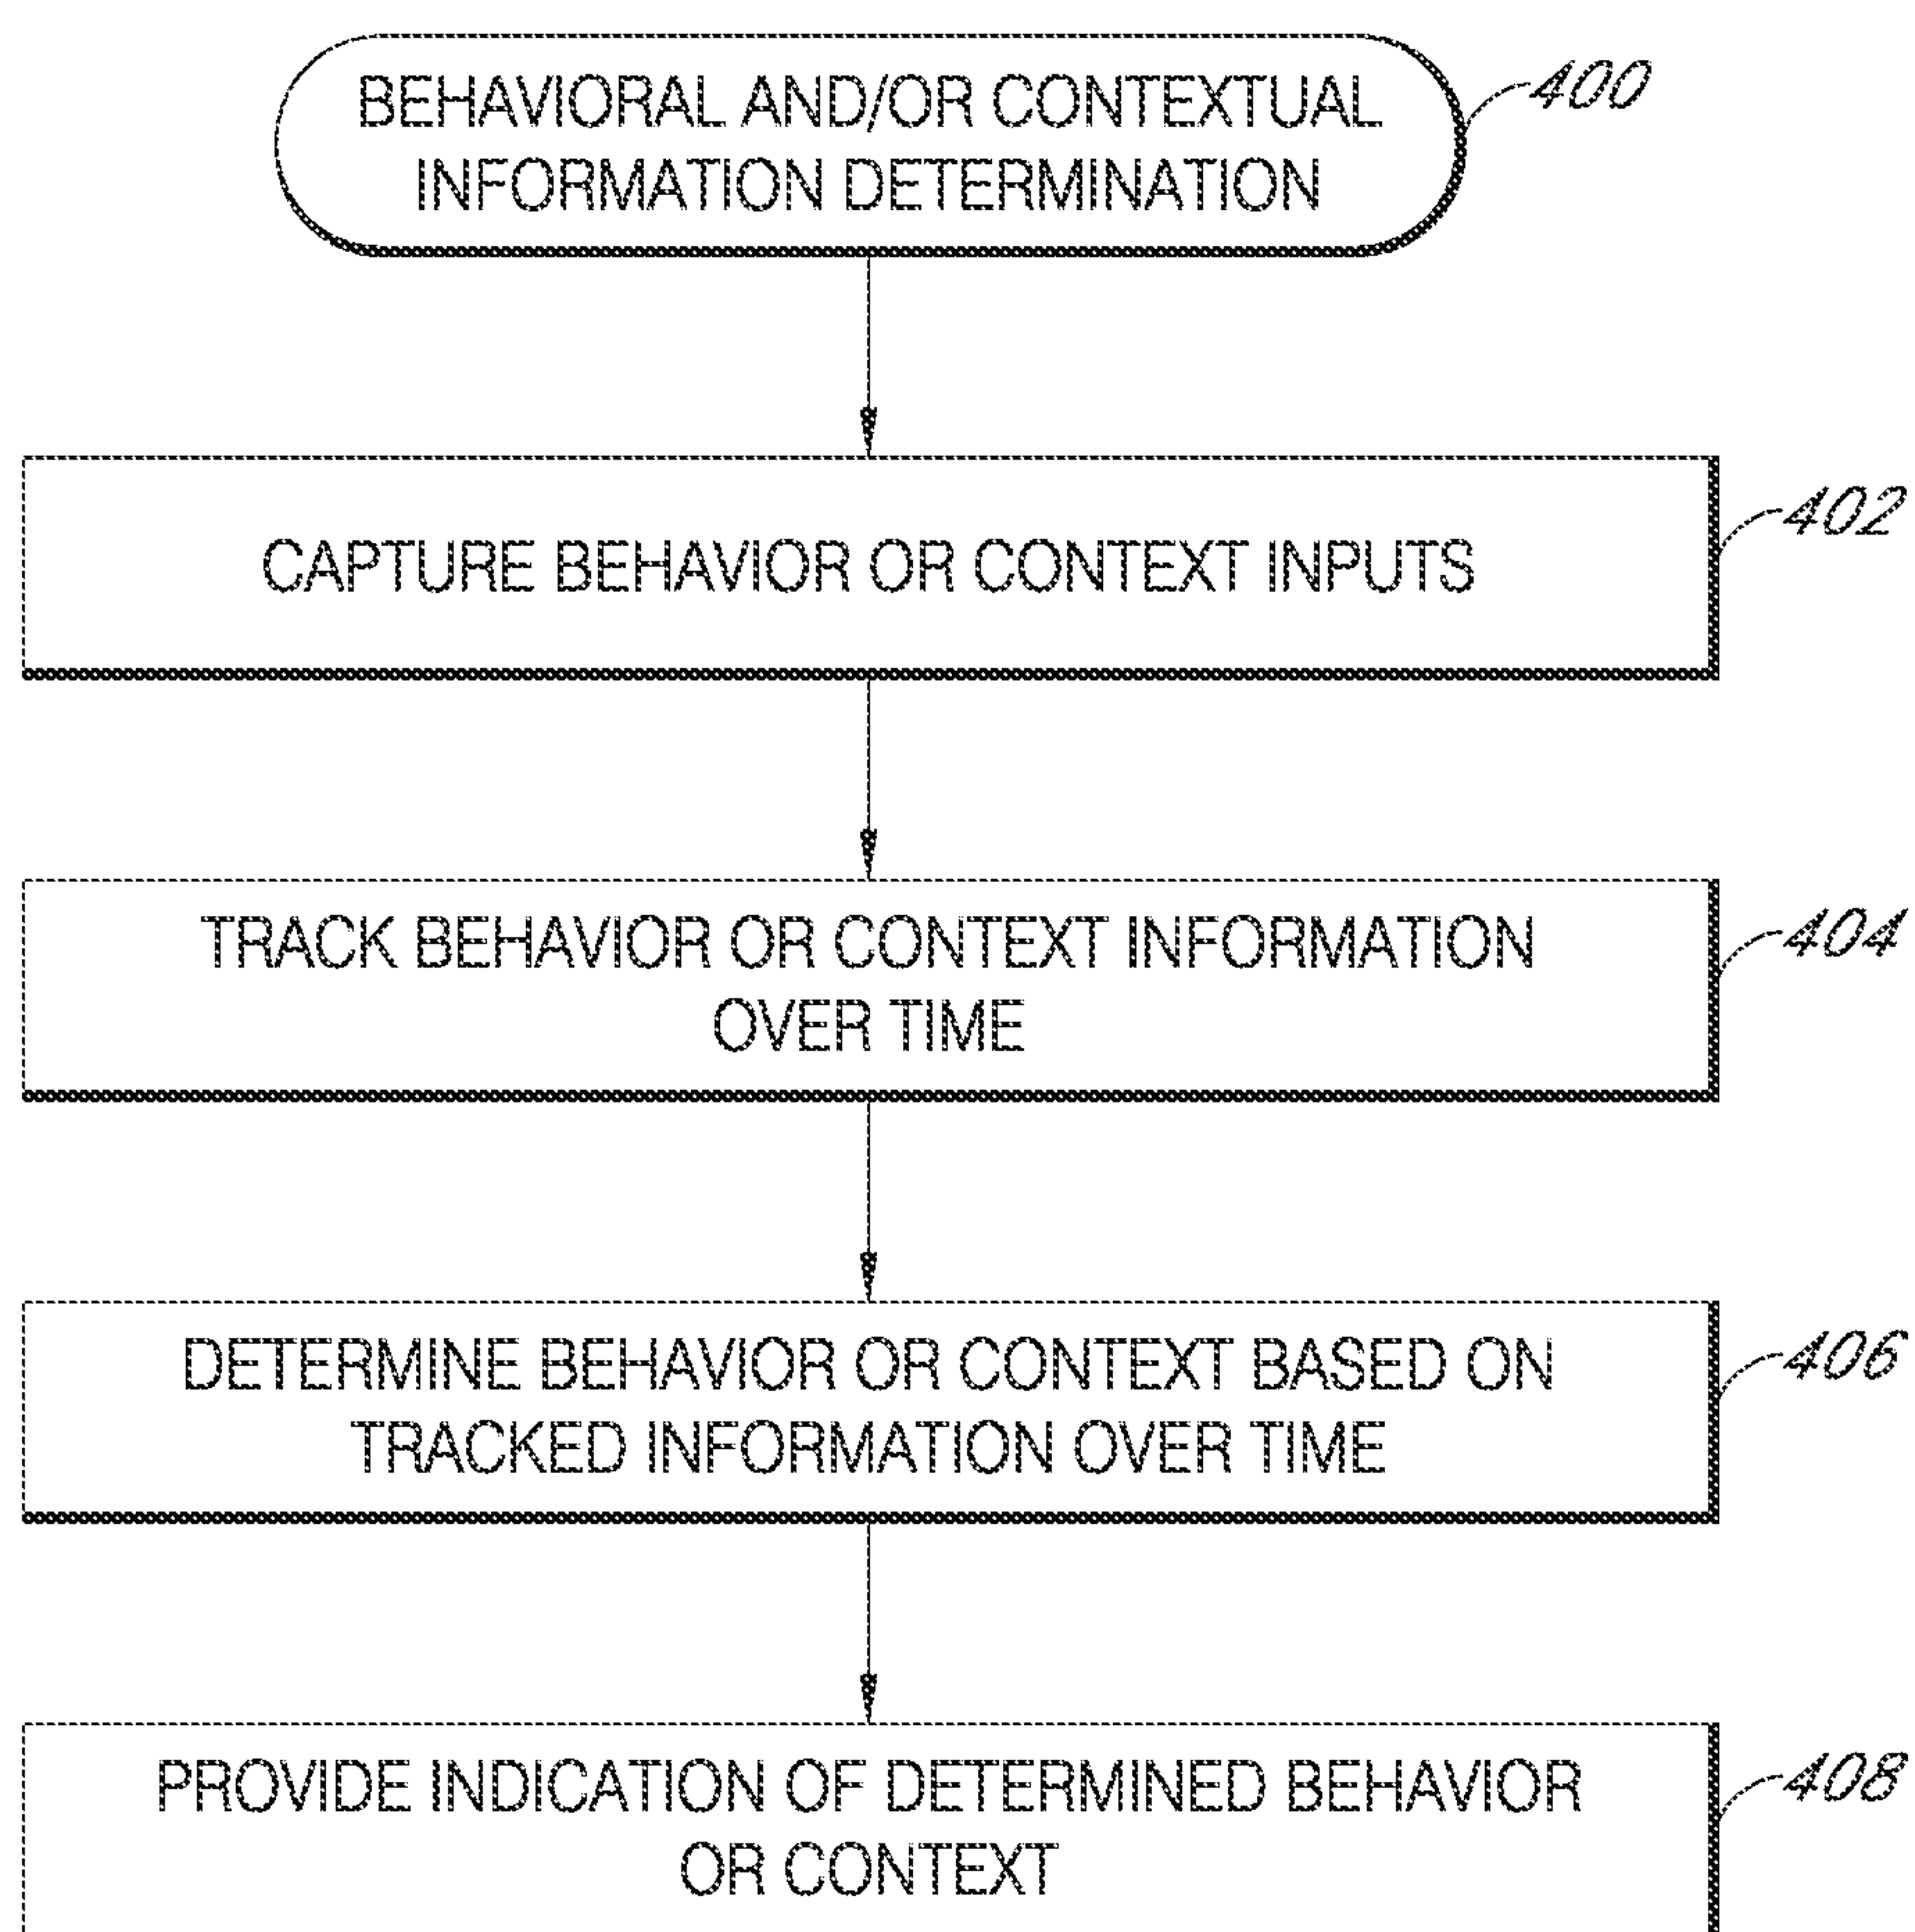 BEHAVIORAL AND/OR CONTEXTUAL
INFORMATION DETERMINATION
400
CAPTURE BEHAVIOR OR CONTEXT INPUTS
402
TRACK BEHAVIOR OR CONTEXT INFORMATION
OVER TIME
404
DETERMINE BEHAVIOR OR CONTEXT BASED ON
TRACKED INFORMATION OVER TIME
406
PROVIDE INDICATION OF DETERMINED BEHAVIOR
OR CONTEXT
408